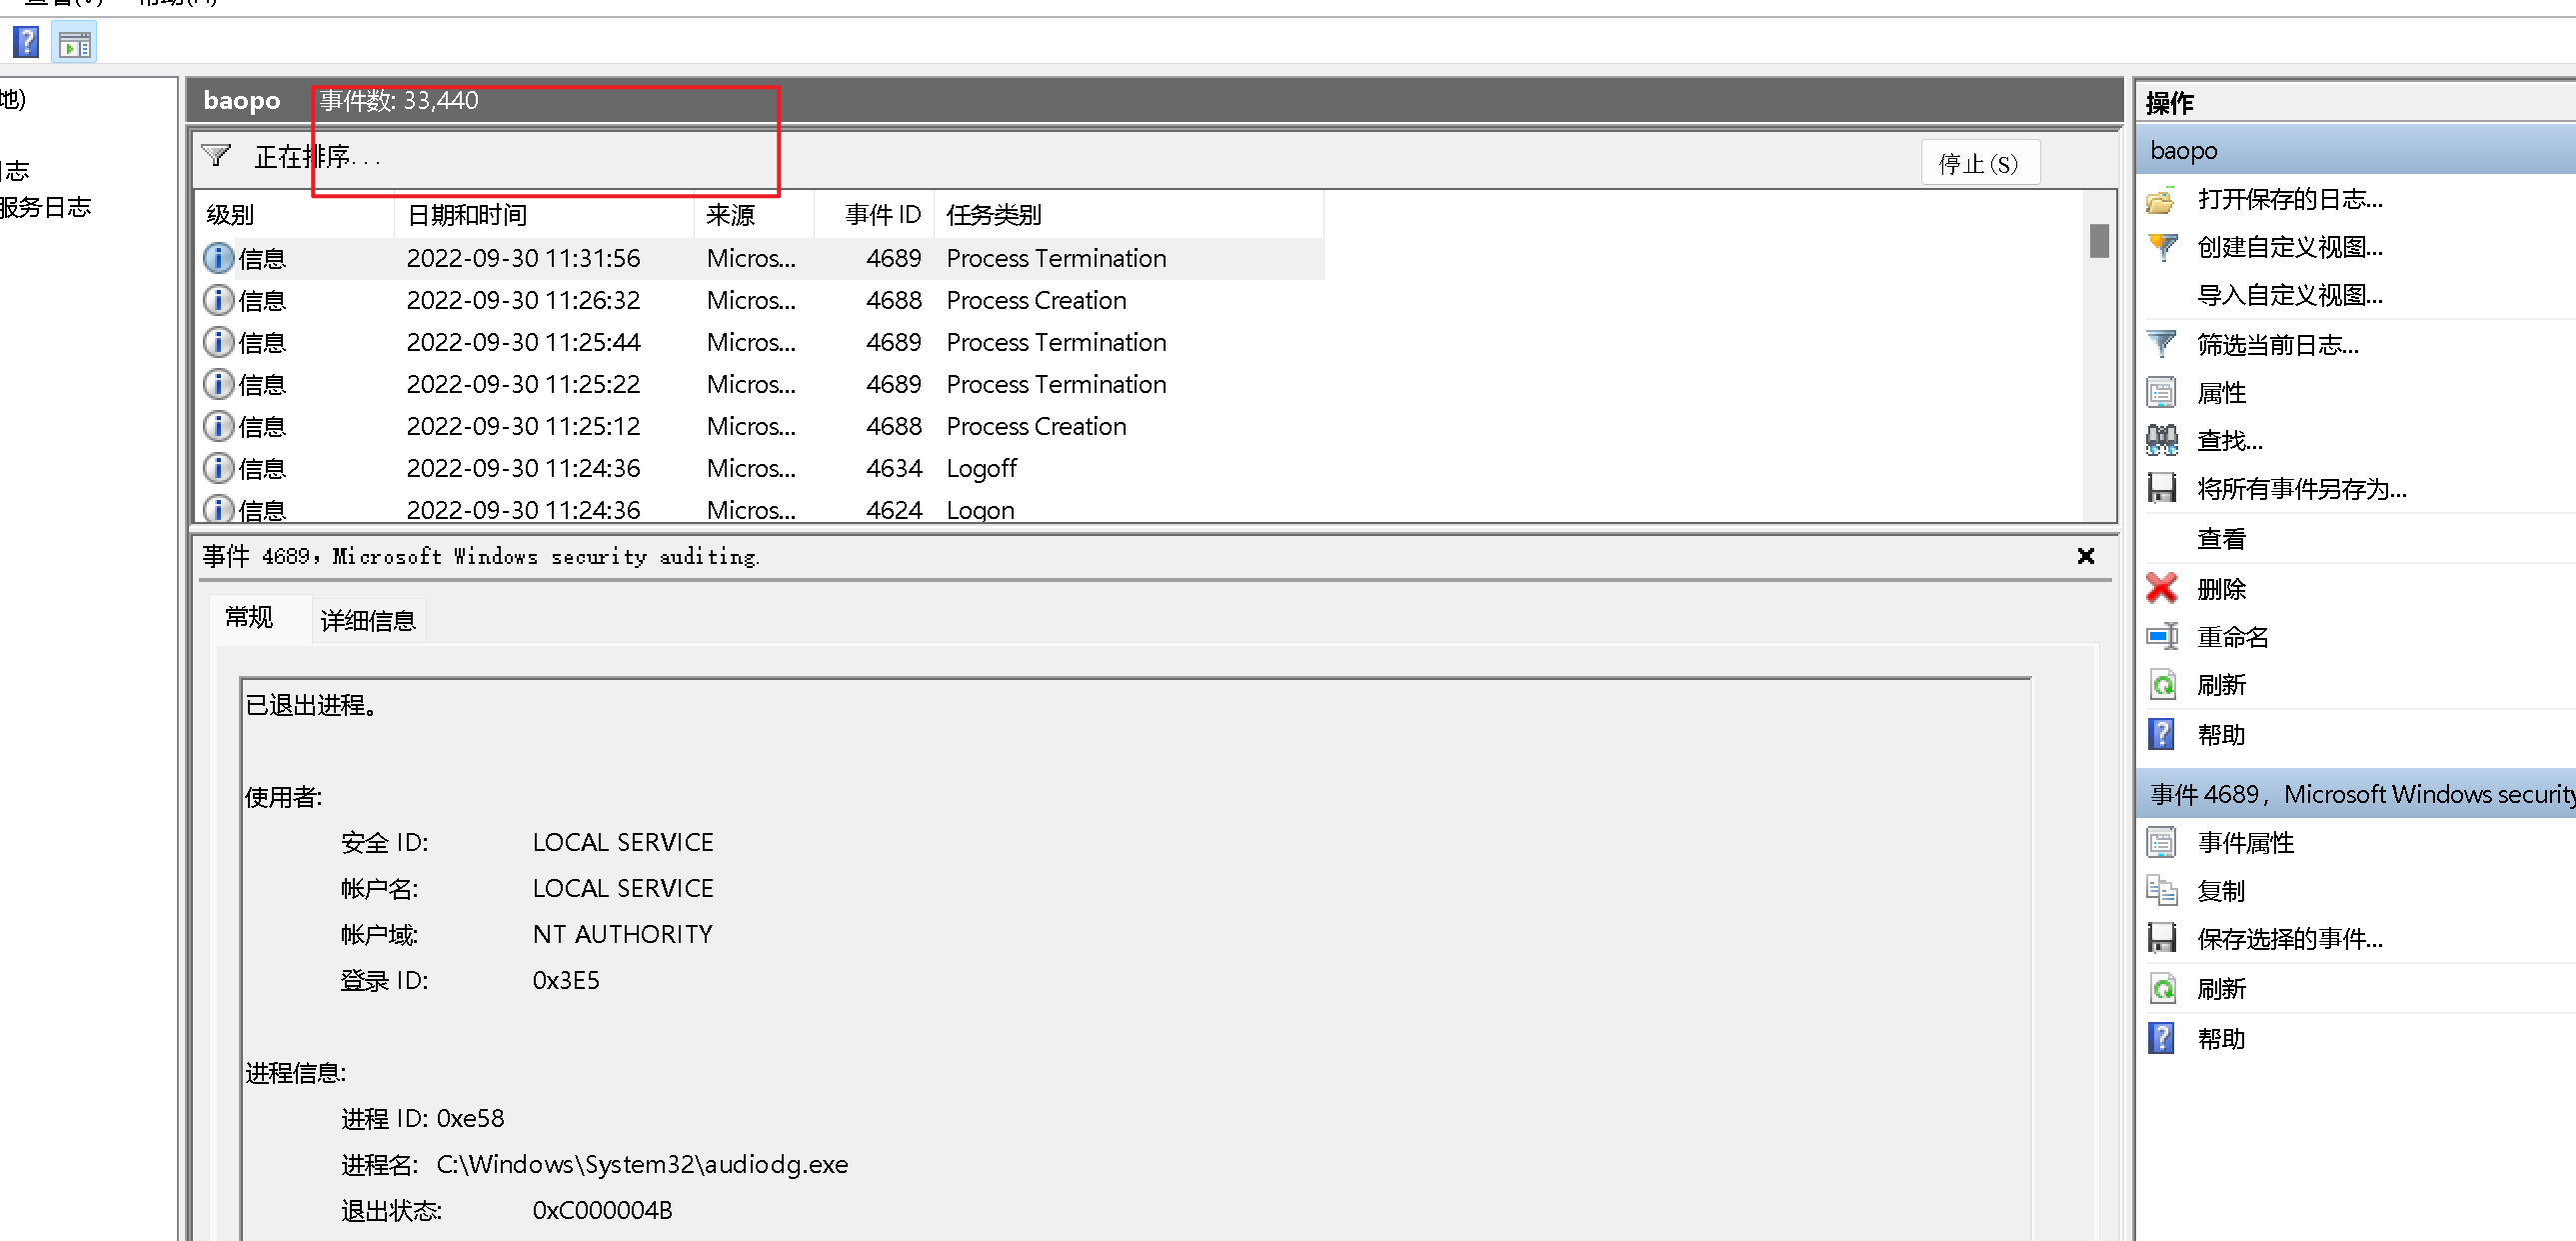 地)
志
服务日志
baopo 事件数: 33,440
正在排序... 停止(S)
级别 日期和时间 来源 事件 ID 任务类别
信息 2022-09-30 11:31:56 Micros... 4689 Process Termination
信息 2022-09-30 11:26:32 Micros... 4688 Process Creation
信息 2022-09-30 11:25:44 Micros... 4689 Process Termination
信息 2022-09-30 11:25:22 Micros... 4689 Process Termination
信息 2022-09-30 11:25:12 Micros... 4688 Process Creation
信息 2022-09-30 11:24:36 Micros... 4634 Logoff
信息 2022-09-30 11:24:36 Micros... 4624 Logon
事件 4689，Microsoft Windows security auditing.
常规 详细信息
已退出进程。
使用者:
安全 ID: LOCAL SERVICE
帐户名: LOCAL SERVICE
帐户域: NT AUTHORITY
登录 ID: 0x3E5
进程信息:
进程 ID: 0xe58
进程名: C:\Windows\System32\audiodg.exe
退出状态: 0xC000004B
操作
baopo
打开保存的日志...
创建自定义视图...
导入自定义视图...
筛选当前日志...
属性
查找...
将所有事件另存为...
查看
删除
重命名
刷新
帮助
事件 4689，Microsoft Windows security
事件属性
复制
保存选择的事件...
刷新
帮助